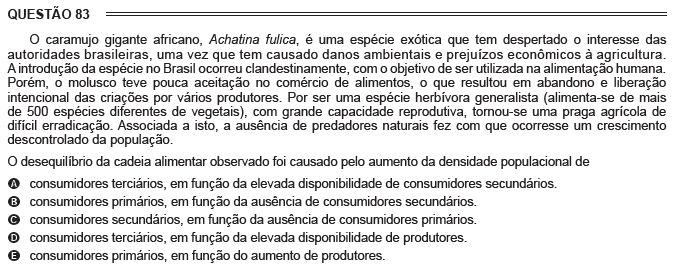 QUESTÃO 83
O caramujo gigante africano, Achatina fulica, é uma espécie exótica que tem despertado o interesse das
autoridades brasileiras, uma vez que tem causado danos ambientais e prejuízos econômicos à agricultura.
A introdução da espécie no Brasil ocorreu clandestinamente, com o objetivo de ser utilizada na alimentação humana.
Porém, o molusco teve pouca aceitação no comércio de alimentos, o que resultou em abandono e liberação
intencional das criações por vários produtores. Por ser uma espécie herbívora generalista (alimenta-se de mais
de 500 espécies diferentes de vegetais), com grande capacidade reprodutiva, tornou-se uma praga agrícola de
difícil erradicação. Associada a isto, a ausência de predadores naturais fez com que ocorresse um crescimento
descontrolado da população.
O desequilíbrio da cadeia alimentar observado foi causado pelo aumento da densidade populacional de
A consumidores terciários, em função da elevada disponibilidade de consumidores secundários.
B consumidores primários, em função da ausência de consumidores secundários.
C consumidores secundários, em função da ausência de consumidores primários.
D consumidores terciários, em função da elevada disponibilidade de produtores.
E consumidores primários, em função do aumento de produtores.